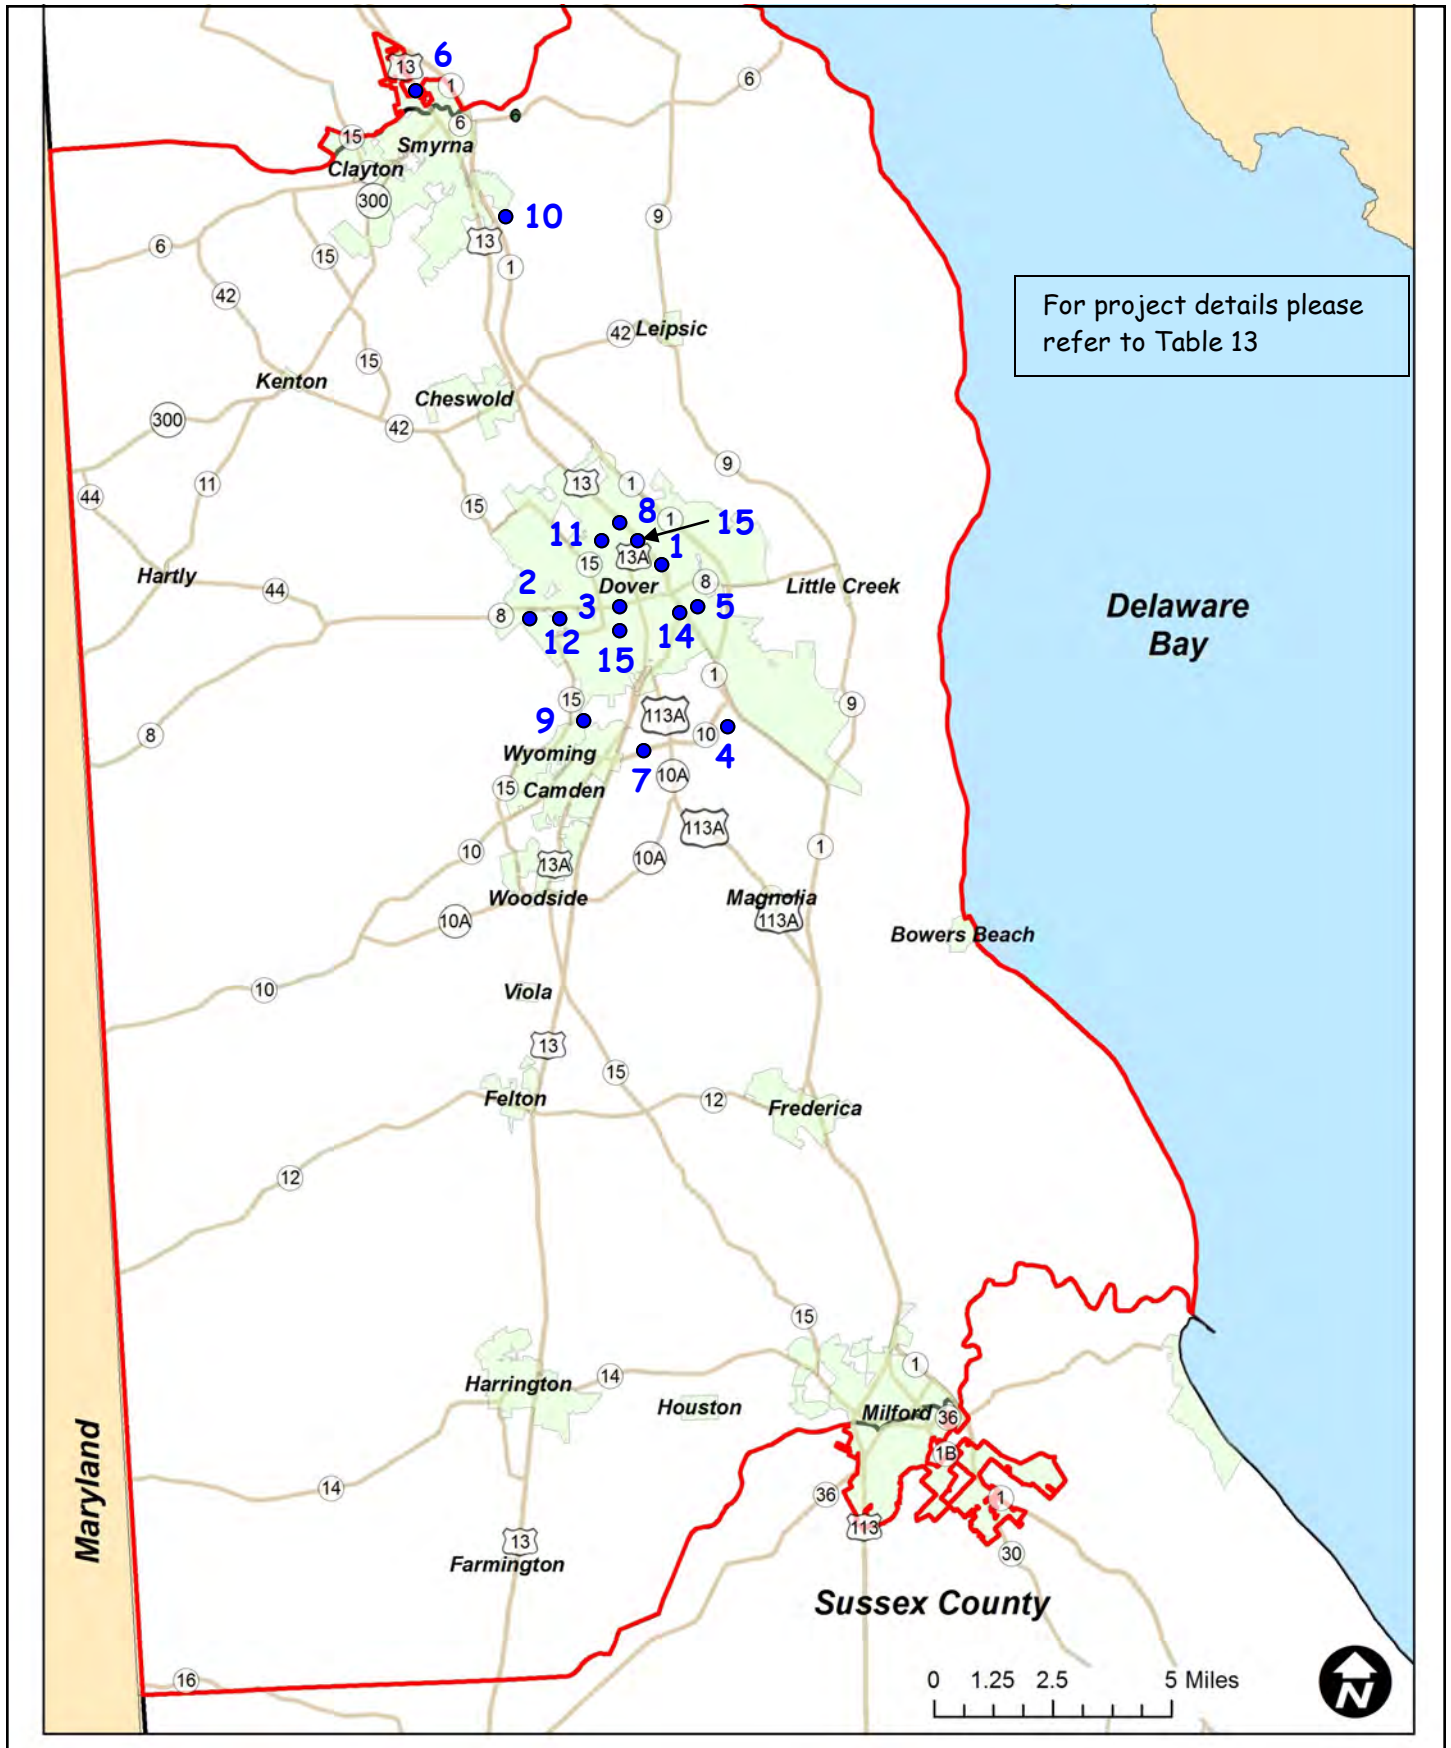 6
13
1
6
6
6
15
Smyrna
Clayton
300
10
9
13
6
15
1
42
For project details please
refer to Table 13
42
Leipsic
15
Kenton
Cheswold
300
42
9
11
13
1
44
15
8
1
15
11
13A
1
15
Hartly
2
Dover
8
Little Creek
44
3
5
Delaware
Bay
8
12
14
15
1
15
9
113A
9
8
10
Wyoming
4
7
10A
15
Camden
113A
10
13A
10A
1
Woodside
Magnolia
10A
113A
Bowers Beach
10
Viola
13
15
Felton
12
Frederica
12
15
1
Harrington
14
Houston
Milford
36
1B
Maryland
14
36
1
113
13
30
Farmington
Sussex County
16
0 1.25 2.5 5 Miles
N